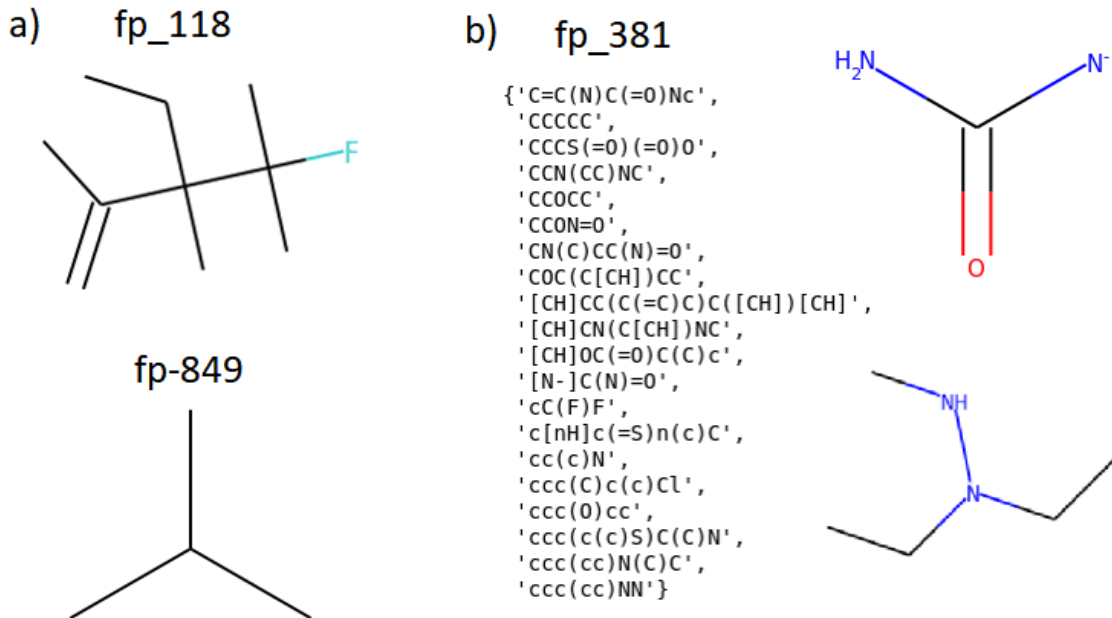 a) fp_118
F
fp-849
b) fp_381
{'C=C(N)C(=O)Nc',
'CCCCC',
'CCCS(=O)(=O)O',
'CCN(CC)NC',
'CCOCC',
'CCON=O',
'CN(C)CC(N)=O',
'COC(C[CH])CC',
'[CH]CC(C(=C)C)C([CH])[CH]',
'[CH]CN(C[CH])NC',
'[CH]OC(=O)C(C)c',
'[N-]C(N)=O',
'cC(F)F',
'c[nH]c(=S)n(c)C',
'cc(c)N',
'ccc(C)c(c)Cl',
'ccc(O)cc',
'ccc(c(c)S)C(C)N',
'ccc(cc)N(C)C',
'ccc(cc)NN'}
H2N
N-
O
NH
N